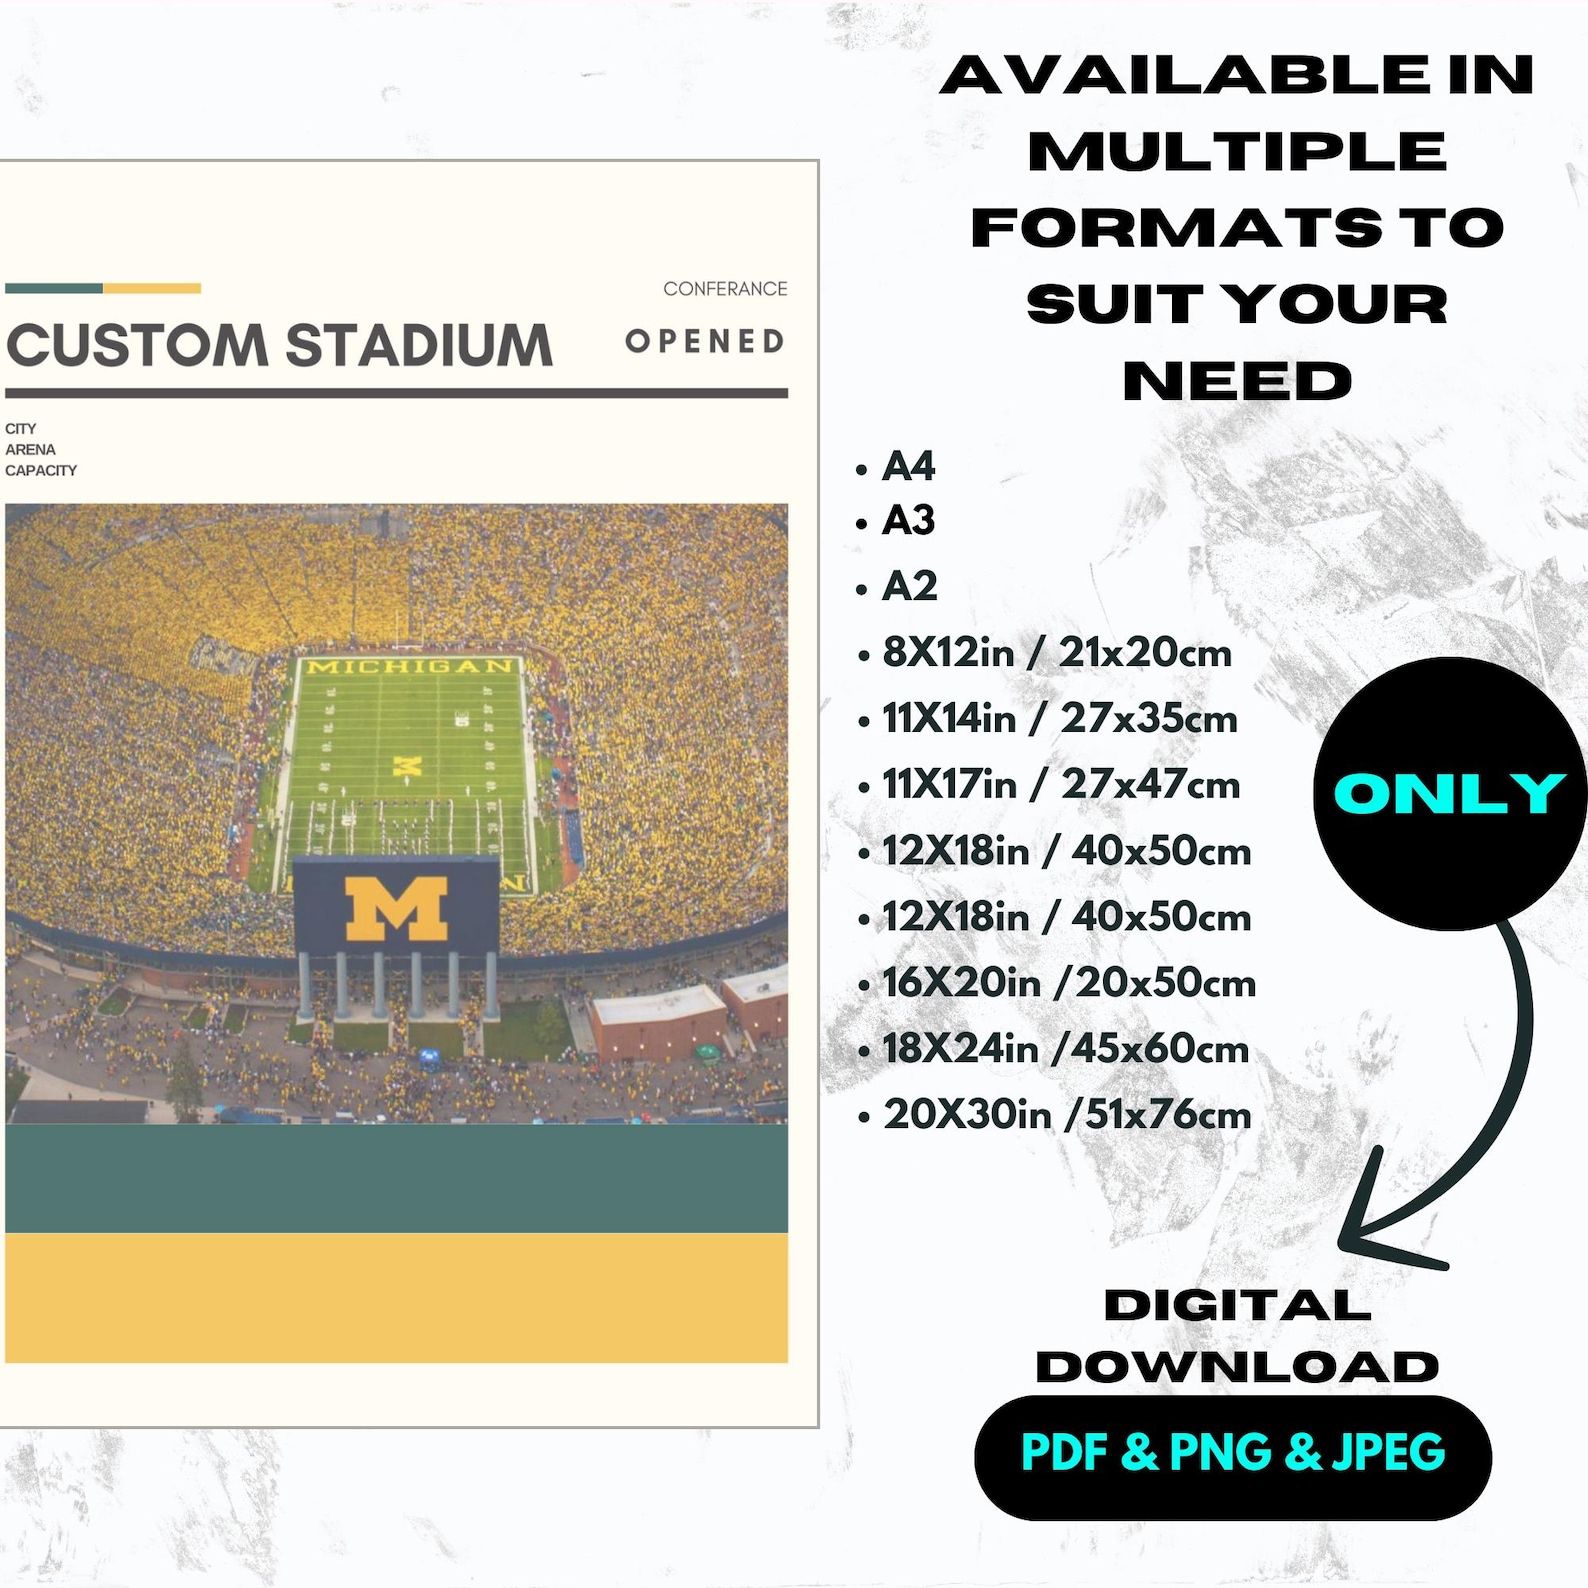 AVAILABLE IN
MULTIPLE
FORMATS TO
SUIT YOUR
NEED
CONFERANCE
CUSTOM STADIUM
OPENED
CITY
ARENA
CAPACITY
MICHIGAN
M
M
N
• A4
• A3
• A2
• 8X12in / 21x20cm
• 11X14in / 27x35cm
• 11X17in / 27x47cm
• 12X18in / 40x50cm
• 12X18in / 40x50cm
• 16X20in /20x50cm
• 18X24in /45x60cm
• 20X30in /51x76cm
ONLY
DIGITAL
DOWNLOAD
PDF & PNG & JPEG